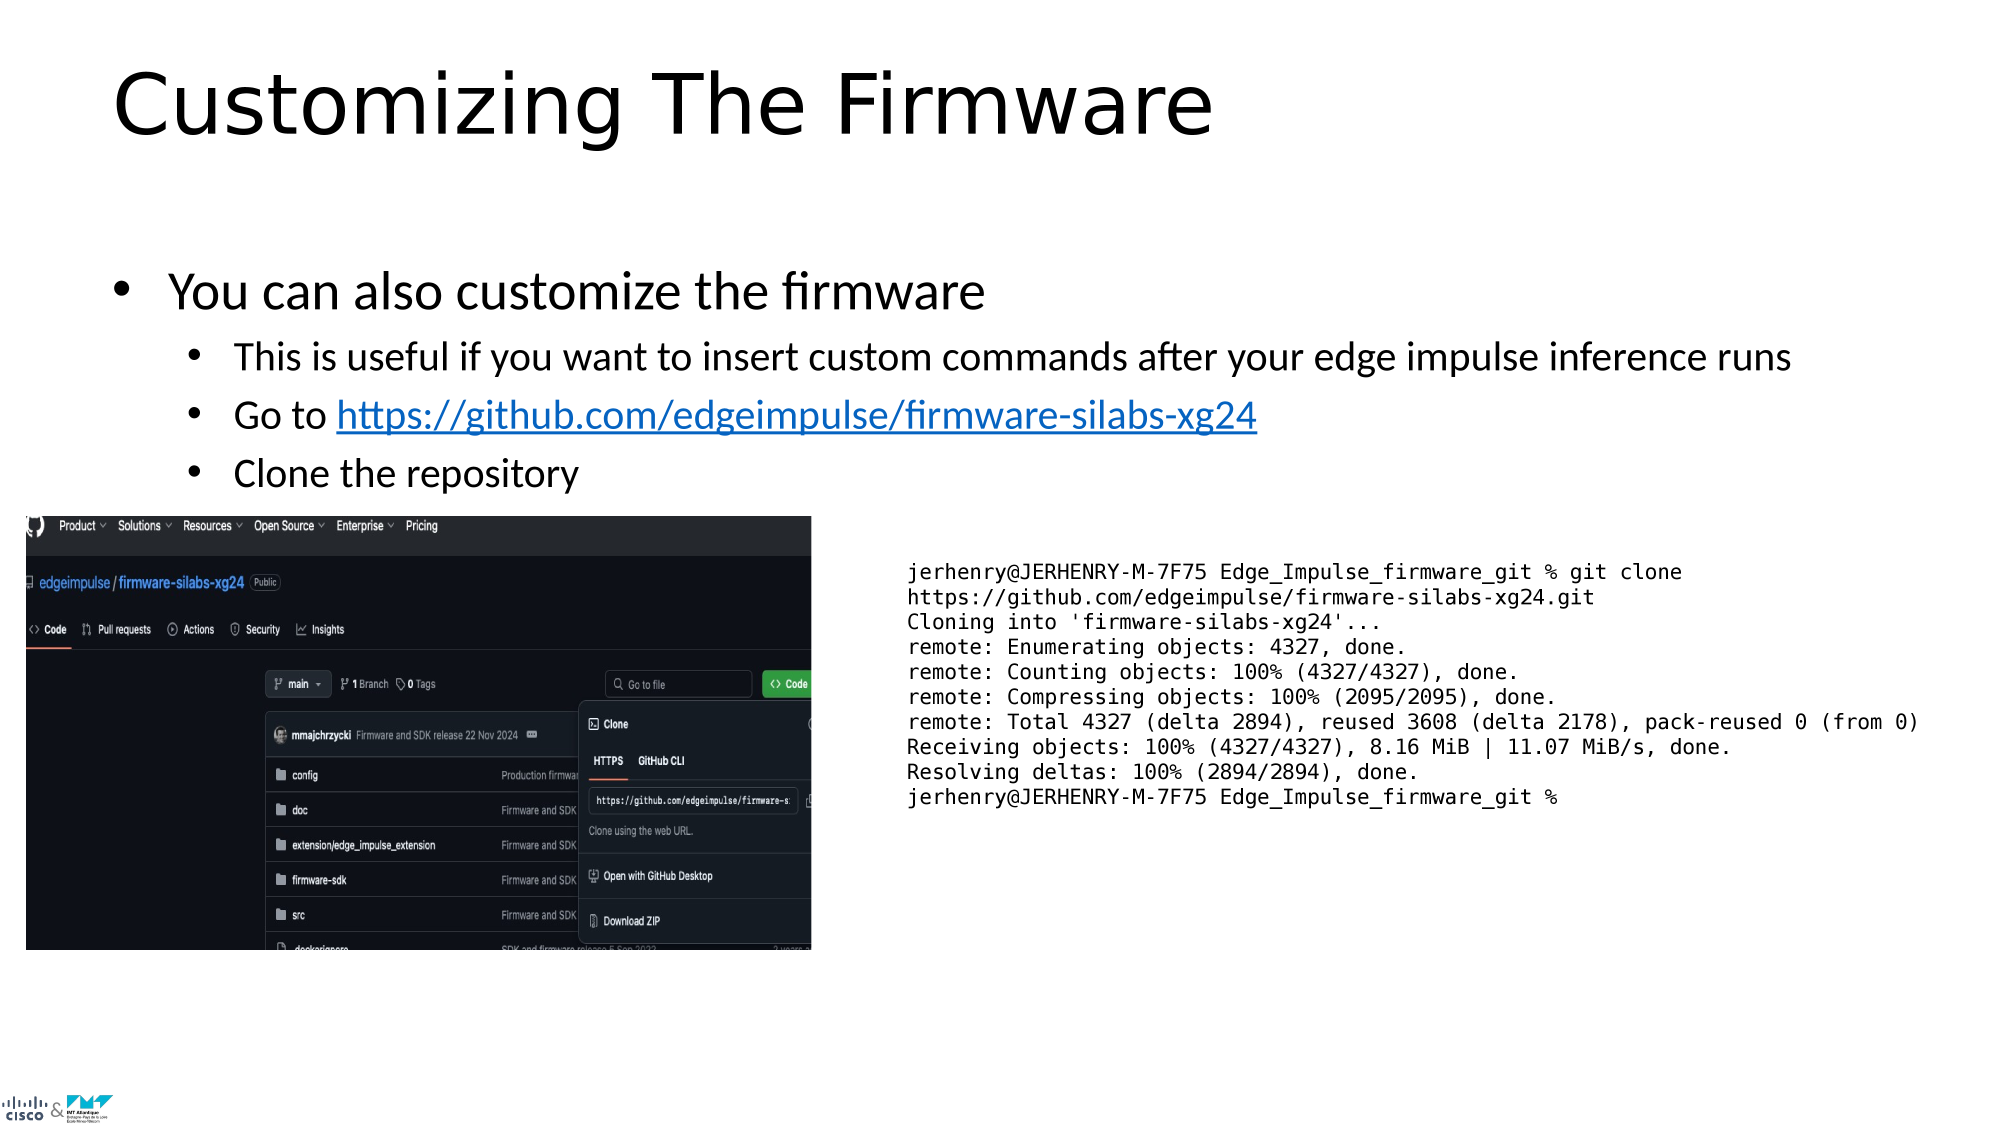 Customizing The Firmware
• You can also customize the firmware
• This is useful if you want to insert custom commands after your edge impulse inference runs
• Go to https://github.com/edgeimpulse/firmware-silabs-xg24
• Clone the repository
Product Solutions Resources Open Source Enterprise Pricing
edgeimpulse / firmware-silabs-xg24 Public
Code Pull requests Actions Security Insights
main 1 Branch 0 Tags Go to file Code
mmajchrzycki Firmware and SDK release 22 Nov 2024
config Production firmwar
doc Firmware and SDK
extension/edge_impulse_extension Firmware and SDK
firmware-sdk Firmware and SDK
src Firmware and SDK
Clone
HTTPS GitHub CLI
https://github.com/edgeimpulse/firmware-s
Clone using the web URL.
Open with GitHub Desktop
Download ZIP
jerhenry@JERHENRY-M-7F75 Edge_Impulse_firmware_git % git clone
https://github.com/edgeimpulse/firmware-silabs-xg24.git
Cloning into 'firmware-silabs-xg24'...
remote: Enumerating objects: 4327, done.
remote: Counting objects: 100% (4327/4327), done.
remote: Compressing objects: 100% (2095/2095), done.
remote: Total 4327 (delta 2894), reused 3608 (delta 2178), pack-reused 0 (from 0)
Receiving objects: 100% (4327/4327), 8.16 MiB | 11.07 MiB/s, done.
Resolving deltas: 100% (2894/2894), done.
jerhenry@JERHENRY-M-7F75 Edge_Impulse_firmware_git %
CISCO & IMT Atlantique